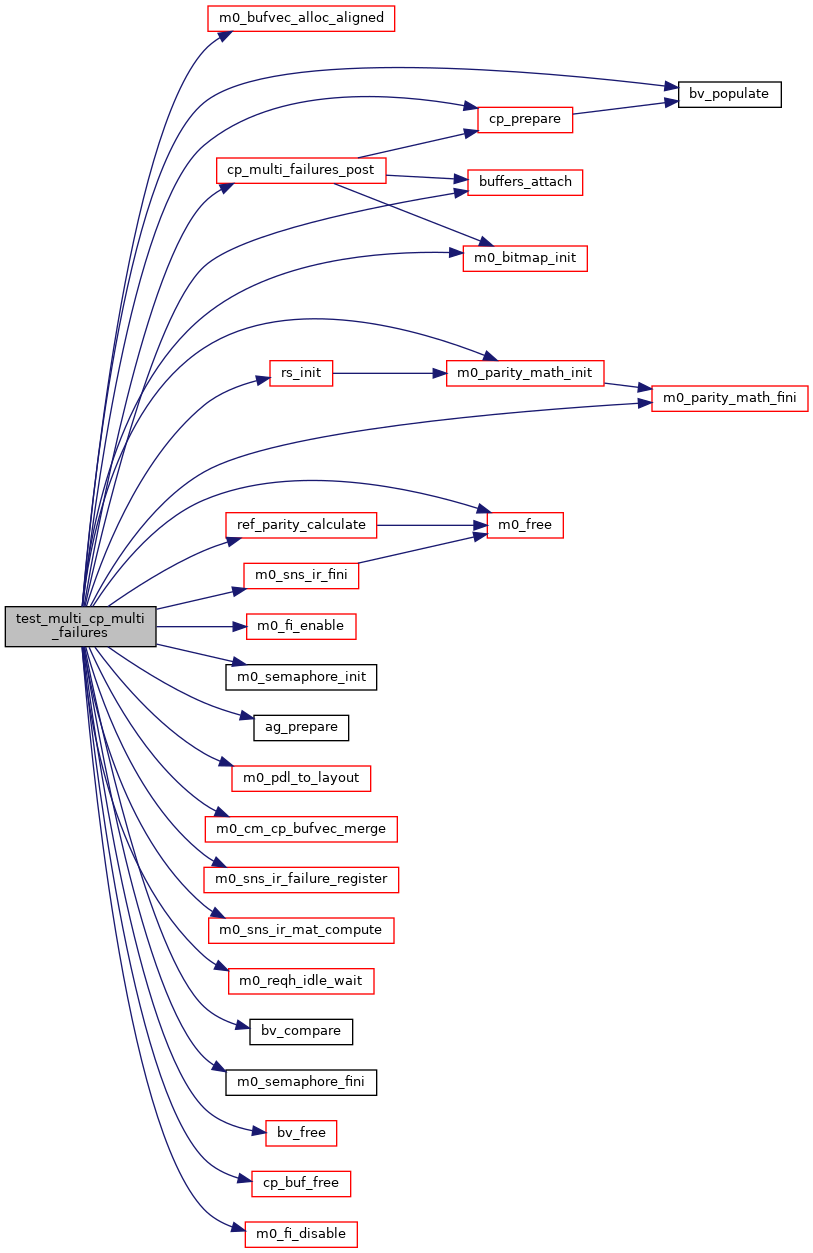 m0_bufvec_alloc_aligned
bv_populate
cp_prepare
cp_multi_failures_post
buffers_attach
m0_bitmap_init
rs_init
m0_parity_math_init
m0_parity_math_fini
ref_parity_calculate
m0_free
m0_sns_ir_fini
test_multi_cp_multi
_failures
m0_fi_enable
m0_semaphore_init
ag_prepare
m0_pdl_to_layout
m0_cm_cp_bufvec_merge
m0_sns_ir_failure_register
m0_sns_ir_mat_compute
m0_reqh_idle_wait
bv_compare
m0_semaphore_fini
bv_free
cp_buf_free
m0_fi_disable